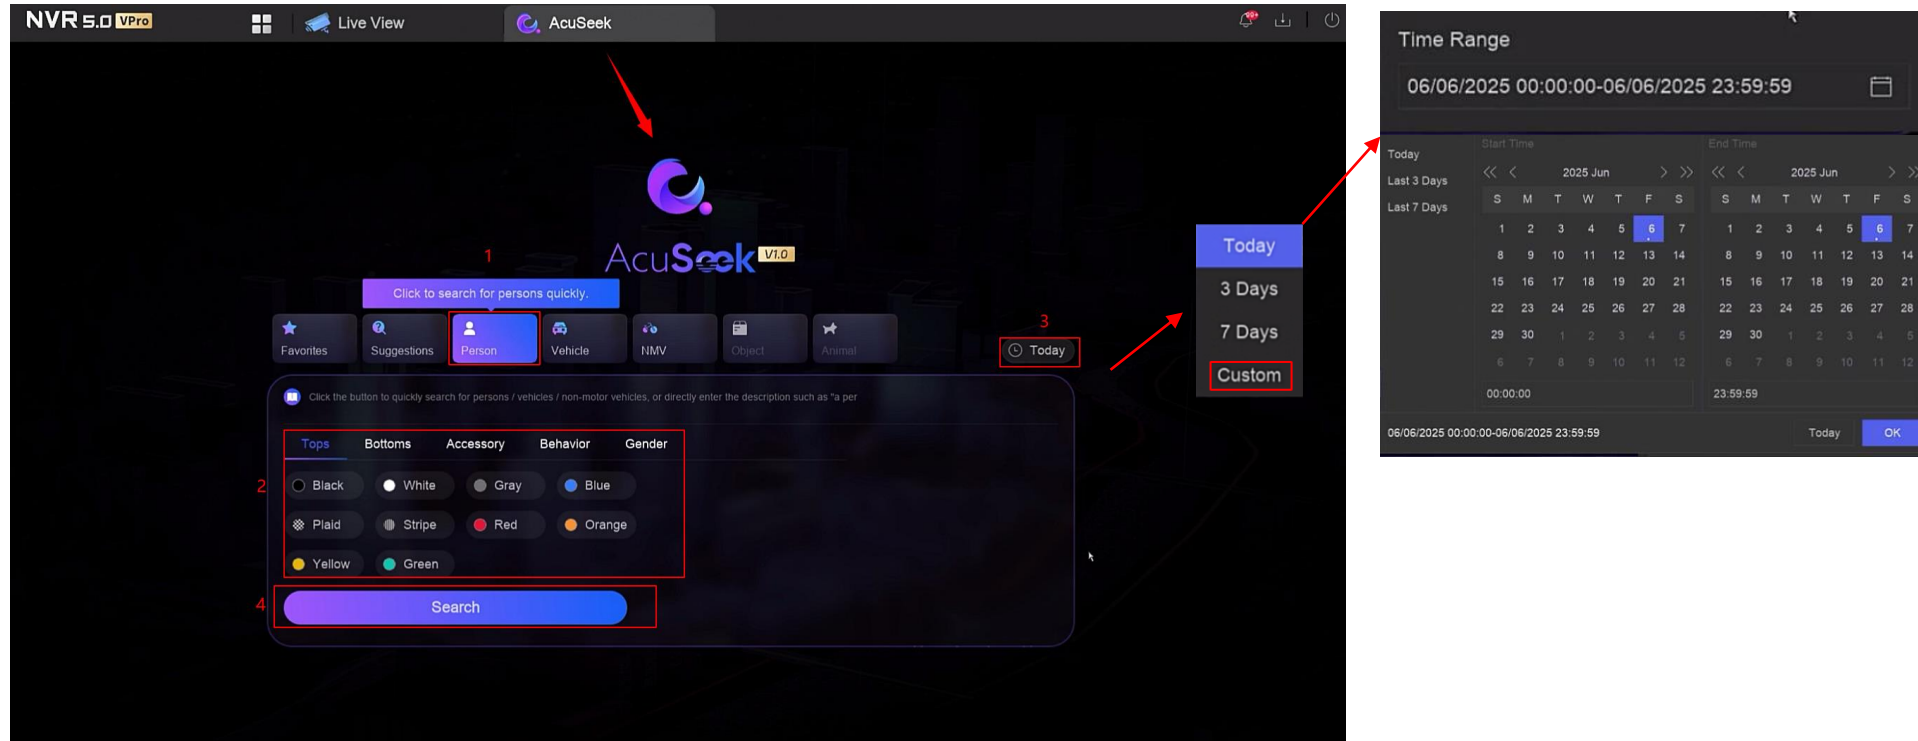 NVR 5.0 VPro
Live View
AcuSeek
99+
AcuSeek V1.0
1
Click to search for persons quickly.
Favorites
Suggestions
Person
Vehicle
NMV
Object
Animal
3
Today
Click the button to quickly search for persons / vehicles / non-motor vehicles, or directly enter the description such as "a per
Tops Bottoms Accessory Behavior Gender
2
Black White Gray Blue
Plaid Stripe Red Orange
Yellow Green
4
Search
Today
3 Days
7 Days
Custom
Time Range
06/06/2025 00:00:00-06/06/2025 23:59:59
Today
Last 3 Days
Last 7 Days
Start Time
<< < 2025 Jun > >>
S M T W T F S
1 2 3 4 5 6 7
8 9 10 11 12 13 14
15 16 17 18 19 20 21
22 23 24 25 26 27 28
29 30 1 2 3 4 5
6 7 8 9 10 11 12
00:00:00
End Time
<< < 2025 Jun > >>
S M T W T F S
1 2 3 4 5 6 7
8 9 10 11 12 13 14
15 16 17 18 19 20 21
22 23 24 25 26 27 28
29 30 1 2 3 4 5
6 7 8 9 10 11 12
23:59:59
06/06/2025 00:00:00-06/06/2025 23:59:59
Today
OK